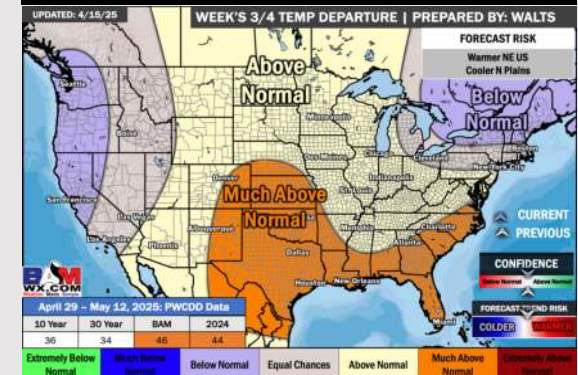 UPDATED: 4/15/25
WEEK'S 3/4 TEMP DEPARTURE | PREPARED BY: WALTS
FORECAST RISK
Warmer NE US
Cooler N Plains
Above
Normal
Below
Normal
Much Above
Normal
Seattle
Boise
San Francisco
Las Vegas
Los Angeles
Phoenix
Albuquerque
Denver
Dallas
Houston
New Orleans
Minneapolis
Des Moines
Chicago
St. Louis
Indianapolis
Memphis
Cleveland
Boston
New York City
Charlotte
Atlanta
Miami
CURRENT
PREVIOUS
CONFIDENCE
Below Normal
Above Normal
FORECAST TREND RISK
COLDER
WARMER
BAM
WX.COM
April 29 – May 12, 2025: PWCDD Data
10 Year 30 Year BAM 2024
36 34 46 44
Extremely Below Normal
Much Below Normal
Below Normal
Equal Chances
Above Normal
Much Above Normal
Extremely Above Normal